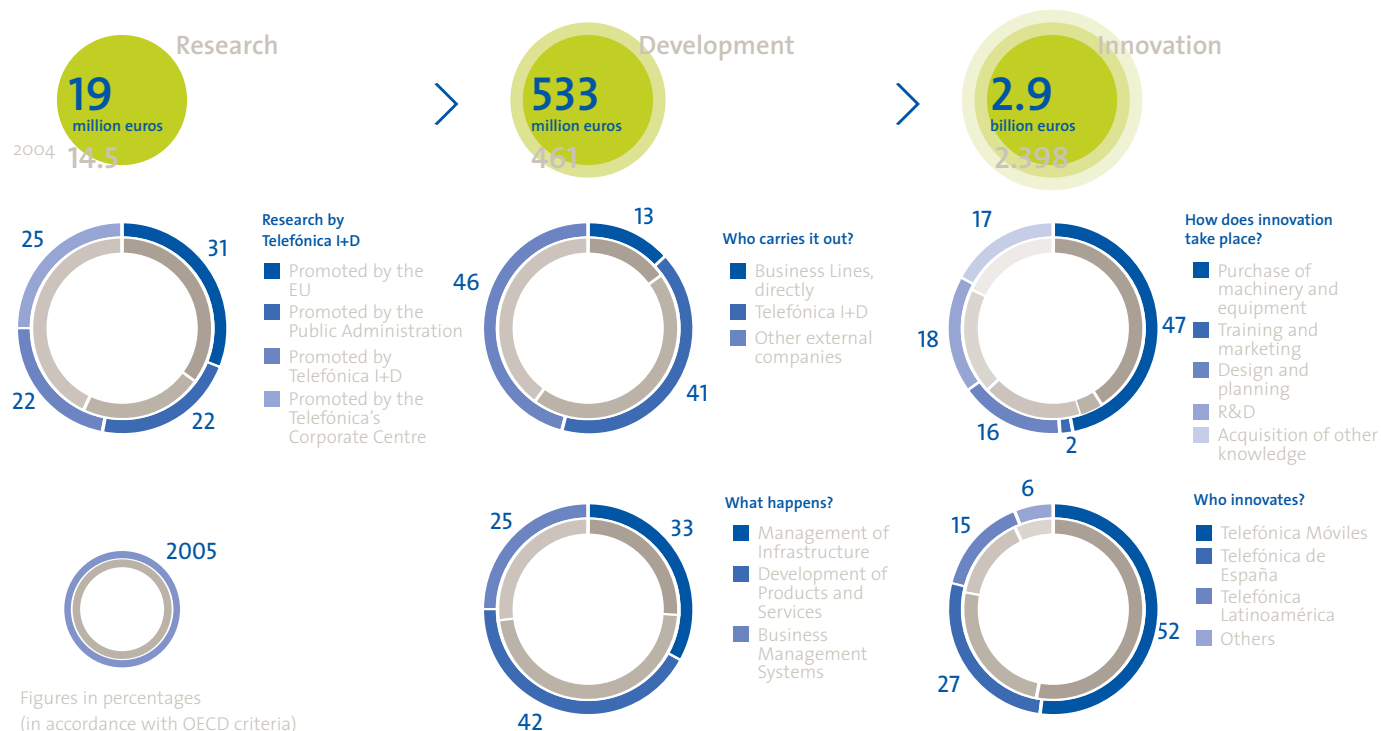 Research
19
million euros
2004
14.5
Development
533
million euros
461
Innovation
2.9
billion euros
2.398
25
31
22
22
Research by
Telefónica I+D
Promoted by the
EU
Promoted by the
Public Administration
Promoted by
Telefónica I+D
Promoted by the
Telefónica's
Corporate Centre
13
46
41
Who carries it out?
Business Lines,
directly
Telefónica I+D
Other external
companies
17
47
18
16
2
How does innovation
take place?
Purchase of
machinery and
equipment
Training and
marketing
Design and
planning
R&D
Acquisition of other
knowledge
2005
Figures in percentages
(in accordance with OECD criteria)
25
33
42
What happens?
Management of
Infrastructure
Development of
Products and
Services
Business
Management
Systems
6
15
52
27
Who innovates?
Telefónica Móviles
Telefónica de
España
Telefónica
Latinoamérica
Others